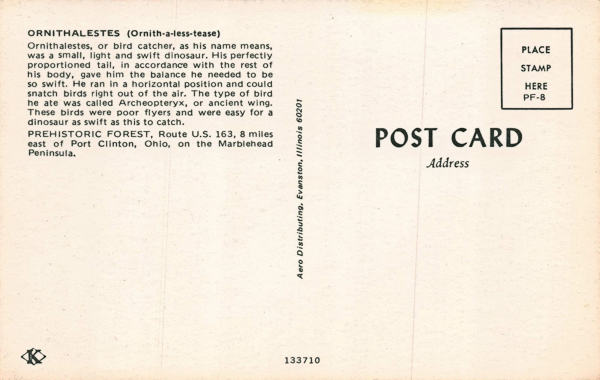 ORNITHALESTES (Ornith-a-less-tease)
Ornithalestes, or bird catcher, as his name means,
was a small, light and swift dinosaur. His perfectly
proportioned tail, in accordance with the rest of
his body, gave him the balance he needed to be
so swift. He ran in a horizontal position and could
snatch birds right out of the air. The type of bird
he ate was called Archeopteryx, or ancient wing.
These birds were poor flyers and were easy for a
dinosaur as swift as this to catch.
PREHISTORIC FOREST, Route U.S. 163, 8 miles
east of Port Clinton, Ohio, on the Marblehead
Peninsula.
Aero Distributing, Evanston, Illinois 60201
PLACE
STAMP
HERE
PF-8
POST CARD
Address
K
133710